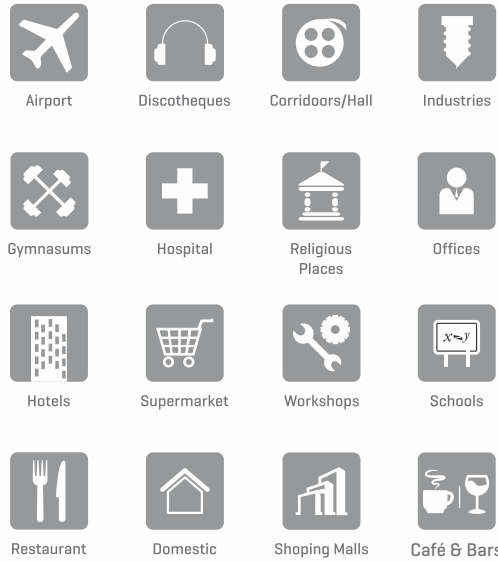 Airport
Discotheques
Corridoors/Hall
Industries
Gymnasums
Hospital
Religious
Places
Offices
Hotels
Supermarket
Workshops
x~y
Schools
Restaurant
Domestic
Shoping Malls
Café & Bars